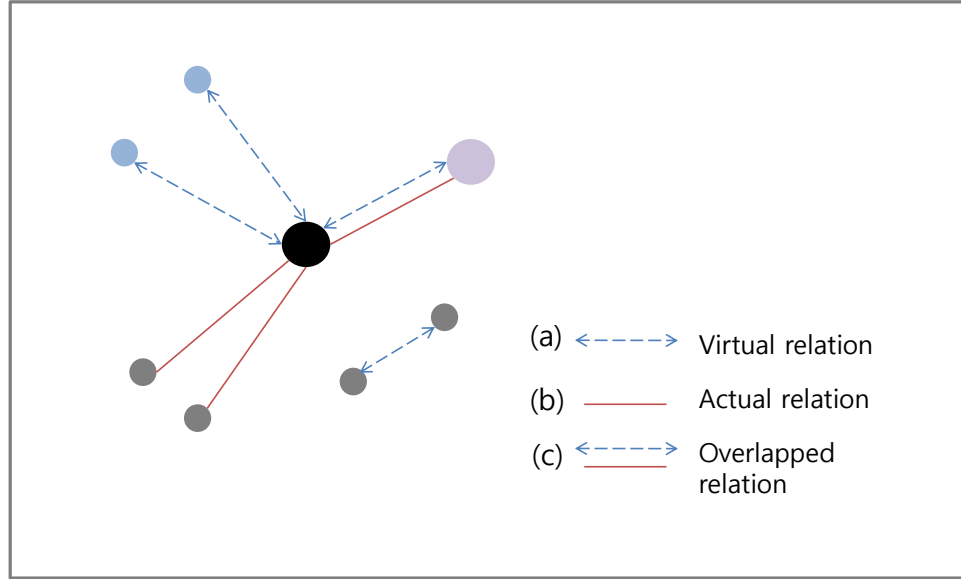 (a) Virtual relation
(b) Actual relation
(c) Overlapped
relation